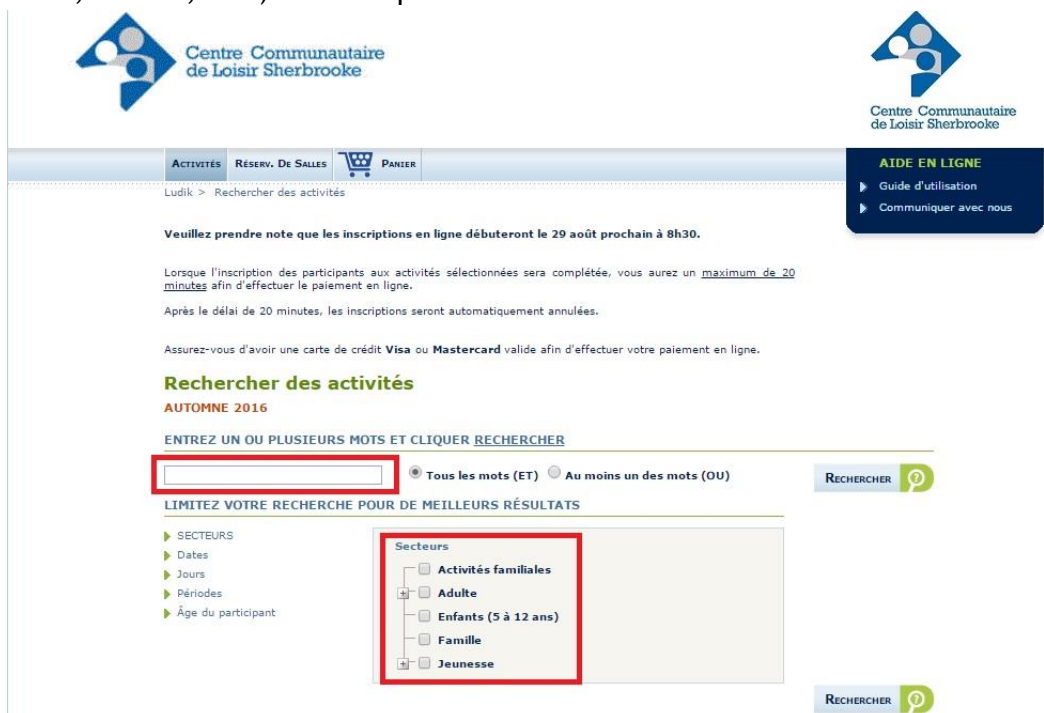 Centre Communautaire
de Loisir Sherbrooke
Centre Communautaire
de Loisir Sherbrooke
ACTIVITÉS RÉSERV. DE SALLES PANIER
AIDE EN LIGNE
Guide d'utilisation
Communiquer avec nous
Ludik > Rechercher des activités
Veuillez prendre note que les inscriptions en ligne débuteront le 29 août prochain à 8h30.
Lorsque l'inscription des participants aux activités sélectionnées sera complétée, vous aurez un maximum de 20
minutes afin d'effectuer le paiement en ligne.
Après le délai de 20 minutes, les inscriptions seront automatiquement annulées.
Assurez-vous d'avoir une carte de crédit Visa ou Mastercard valide afin d'effectuer votre paiement en ligne.
Rechercher des activités
AUTOMNE 2016
ENTREZ UN OU PLUSIEURS MOTS ET CLIQUER RECHERCHER
Tous les mots (ET) Au moins un des mots (OU)
RECHERCHER
LIMITEZ VOTRE RECHERCHE POUR DE MEILLEURS RÉSULTATS
SECTEURS
Dates
Jours
Périodes
Âge du participant
Secteurs
Activités familiales
Adulte
Enfants (5 à 12 ans)
Famille
Jeunesse
RECHERCHER